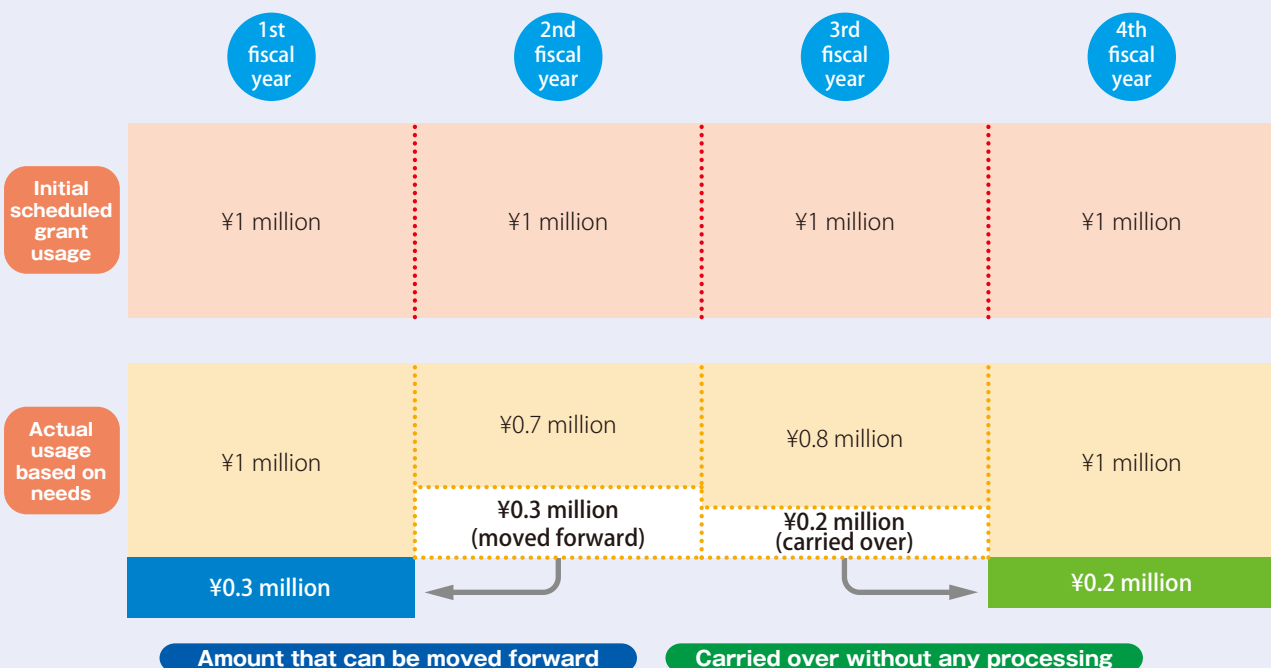 1st
fiscal
year
2nd
fiscal
year
3rd
fiscal
year
4th
fiscal
year
Initial
scheduled
grant
usage
¥1 million
¥1 million
¥1 million
¥1 million
Actual
usage
based on
needs
¥1 million
¥0.7 million
¥0.8 million
¥1 million
¥0.3 million
(moved forward)
¥0.2 million
(carried over)
¥0.3 million
¥0.2 million
Amount that can be moved forward
Carried over without any processing